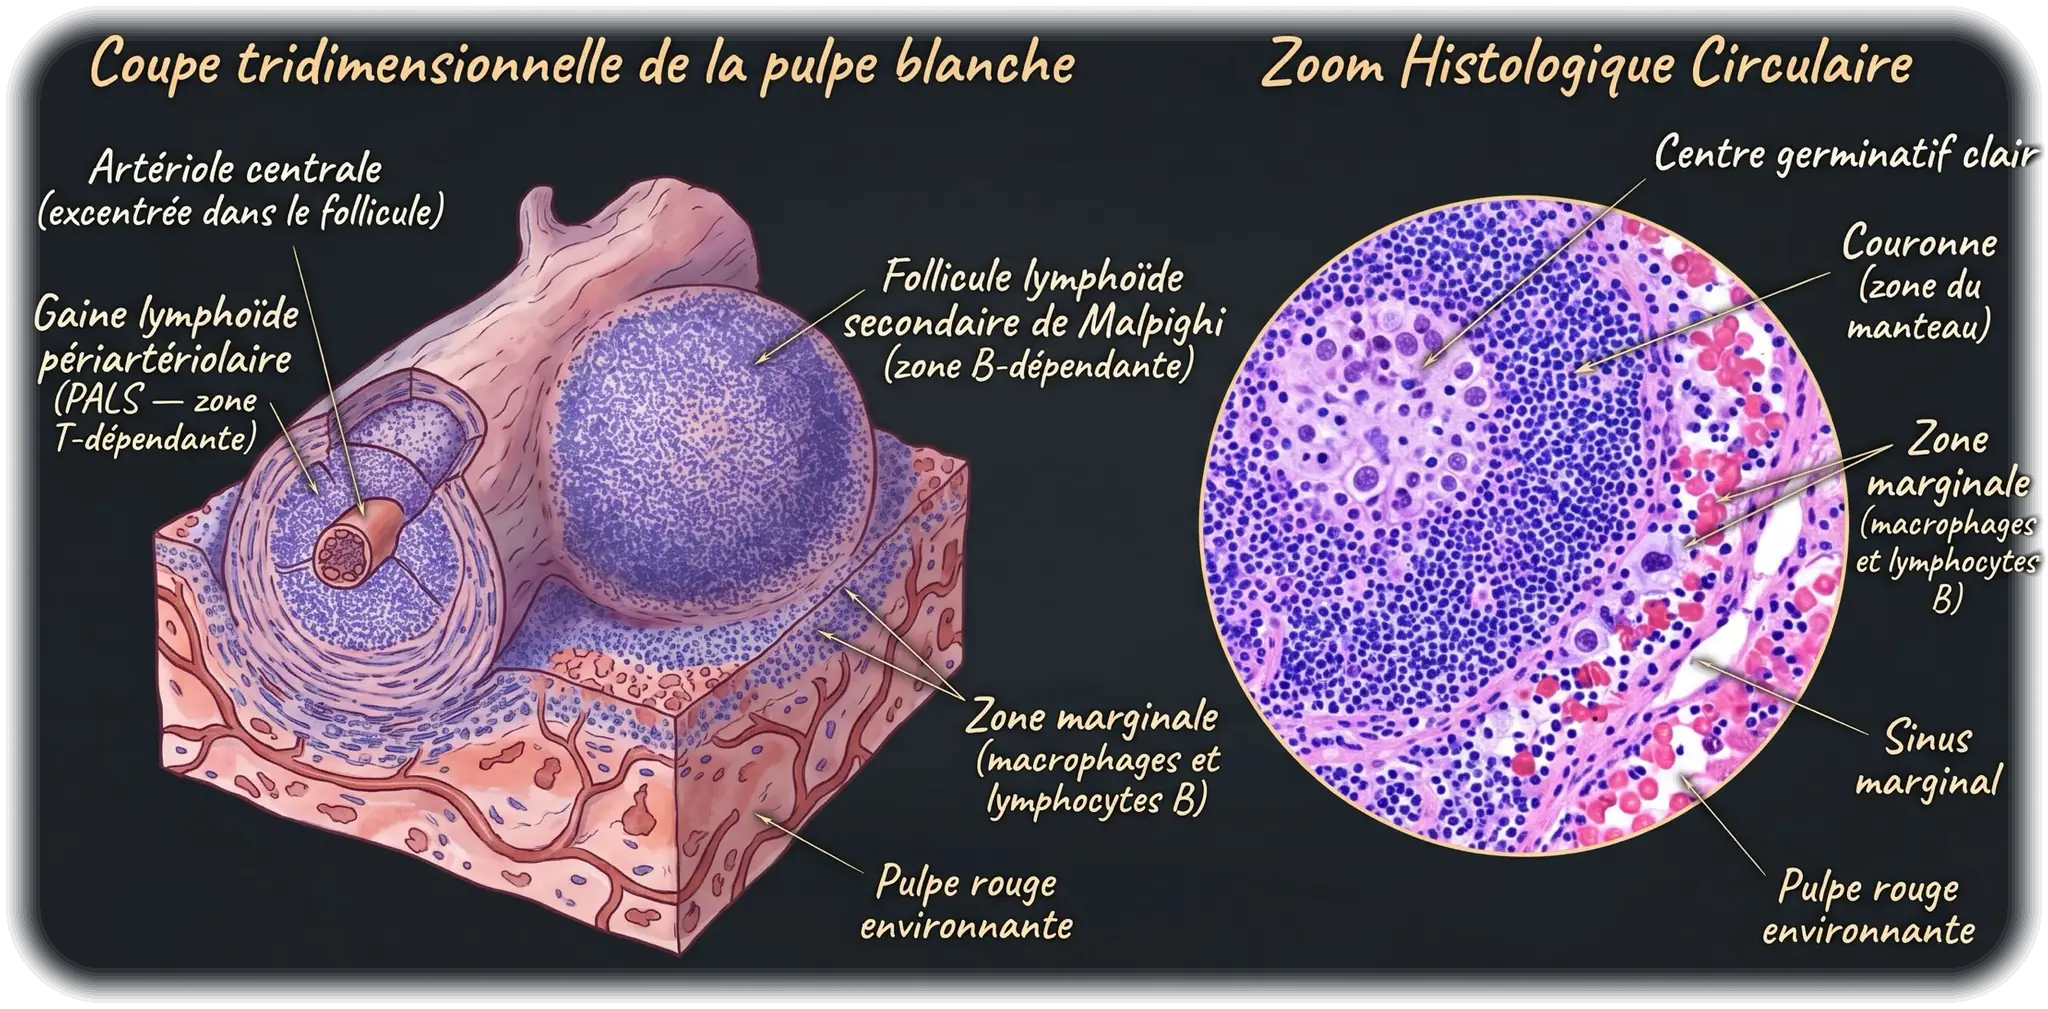 Coupe tridimensionnelle de la pulpe blanche
Artériole centrale
(excentrée dans le follicule)
Gaine lymphoïde
périartériolaire
(PALS — zone
T-dépendante)
Follicule lymphoïde
secondaire de Malpighi
(zone B-dépendante)
Zone marginale
(macrophages et
lymphocytes B)
Pulpe rouge
environnante
Zoom Histologique Circulaire
Centre germinatif clair
Couronne
(zone du
manteau)
Zone
marginale
(macrophages
et lymphocytes
B)
Sinus
marginal
Pulpe rouge
environnante